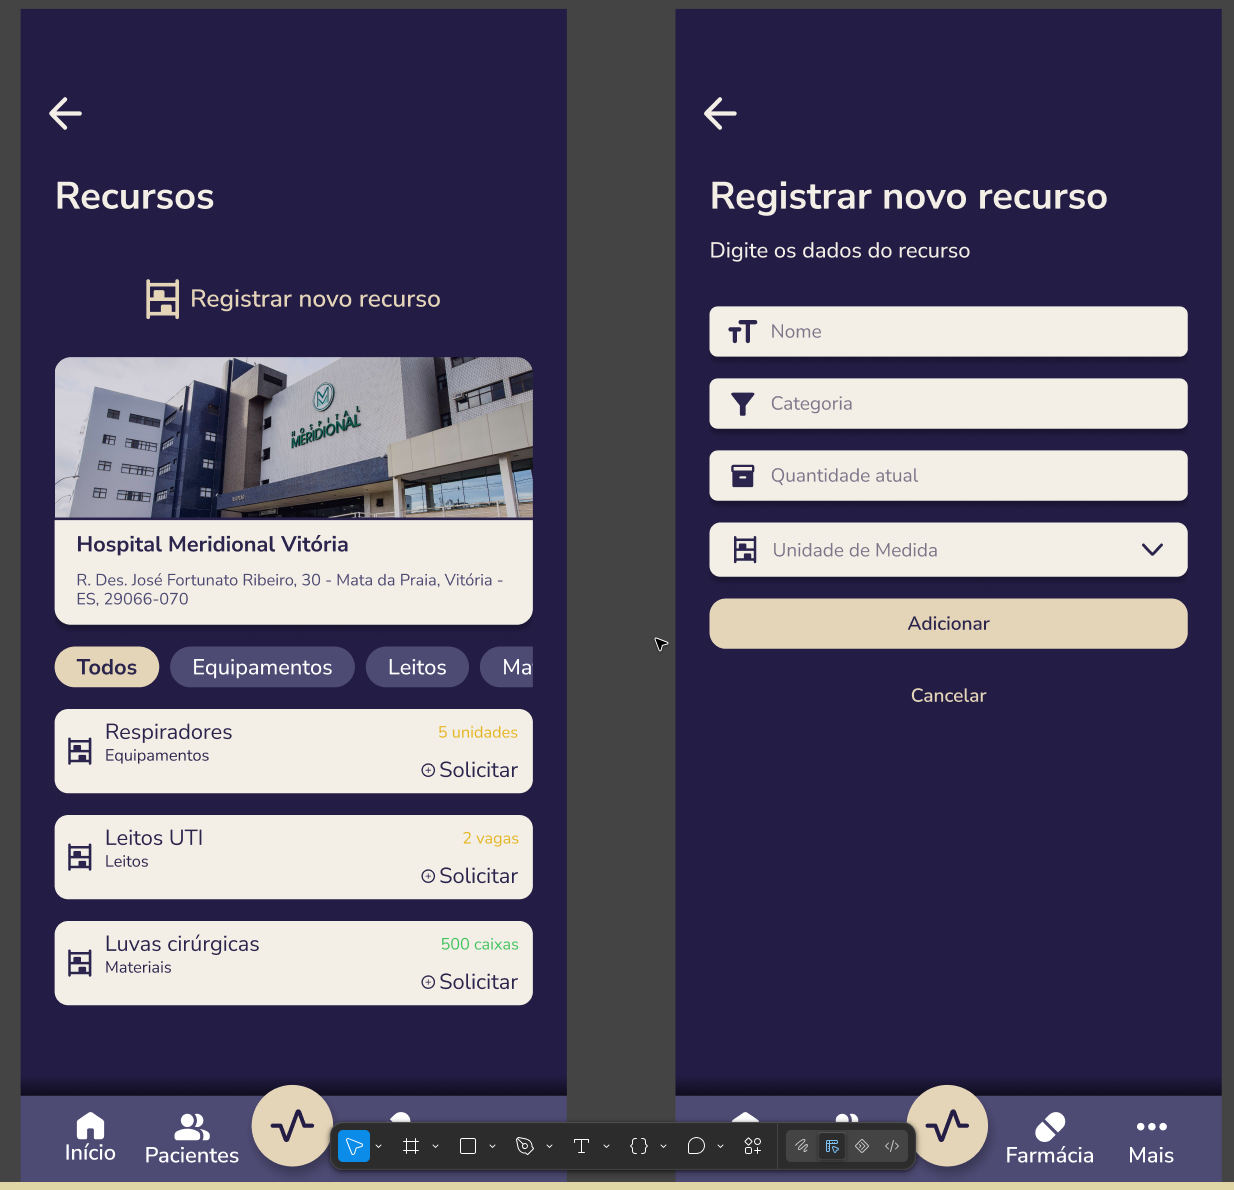 Recursos
Registrar novo recurso
HOSPITAL
MERIDIONAL
Hospital Meridional Vitória
R. Des. José Fortunato Ribeiro, 30 - Mata da Praia, Vitória -
ES, 29066-070
Todos
Equipamentos
Leitos
Ma
Respiradores
5 unidades
Equipamentos
Solicitar
Leitos UTI
2 vagas
Leitos
Solicitar
Luvas cirúrgicas
500 caixas
Materiais
Solicitar
Início
Pacientes
Registrar novo recurso
Digite os dados do recurso
Nome
Categoria
Quantidade atual
Unidade de Medida
Adicionar
Cancelar
Farmácia
Mais